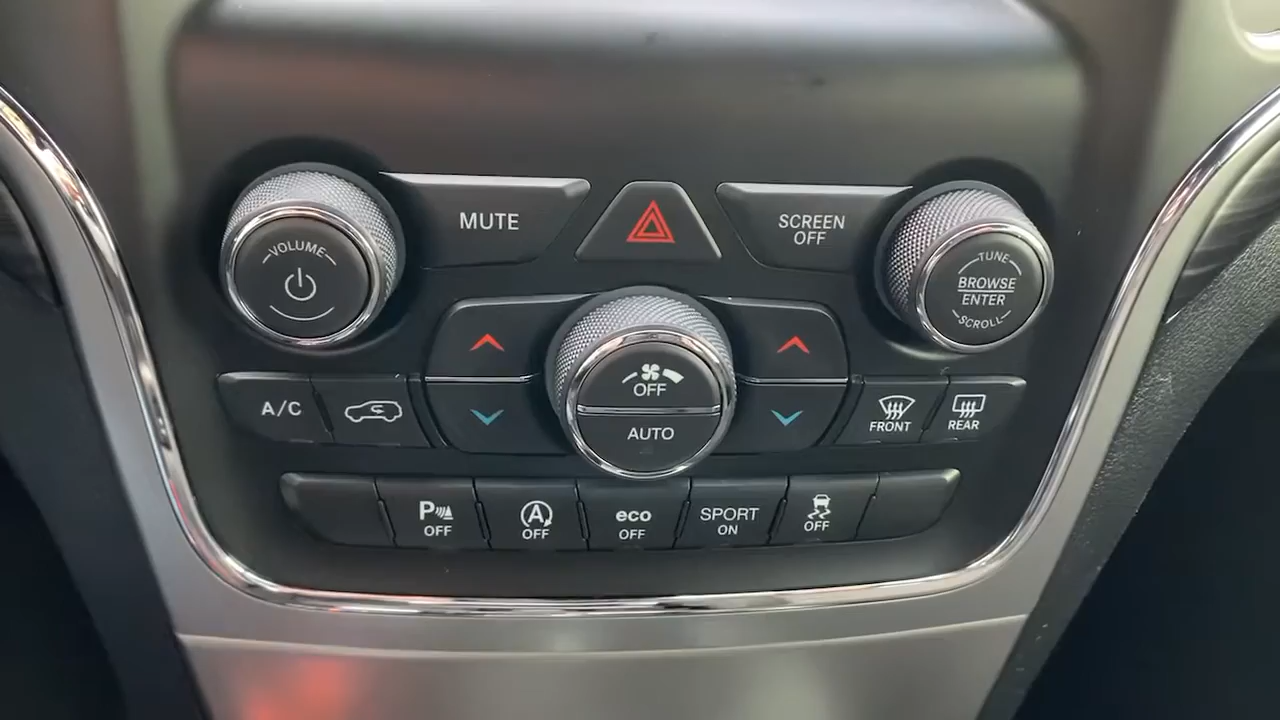 MUTE
SCREEN
OFF
VOLUME
TUNE
BROWSE
ENTER
SCROLL
OFF
AUTO
A/C
FRONT
REAR
P OFF
A OFF
eco
OFF
SPORT
ON
OFF